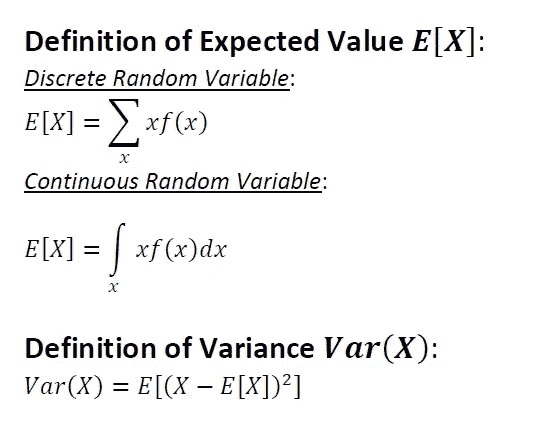 Definition of Expected Value E[X]:
Discrete Random Variable:
E[X] = ∑ xf(x)
x
Continuous Random Variable:
E[X] = ∫ xf(x)dx
x
Definition of Variance Var(X):
Var(X) = E[(X − E[X])²]